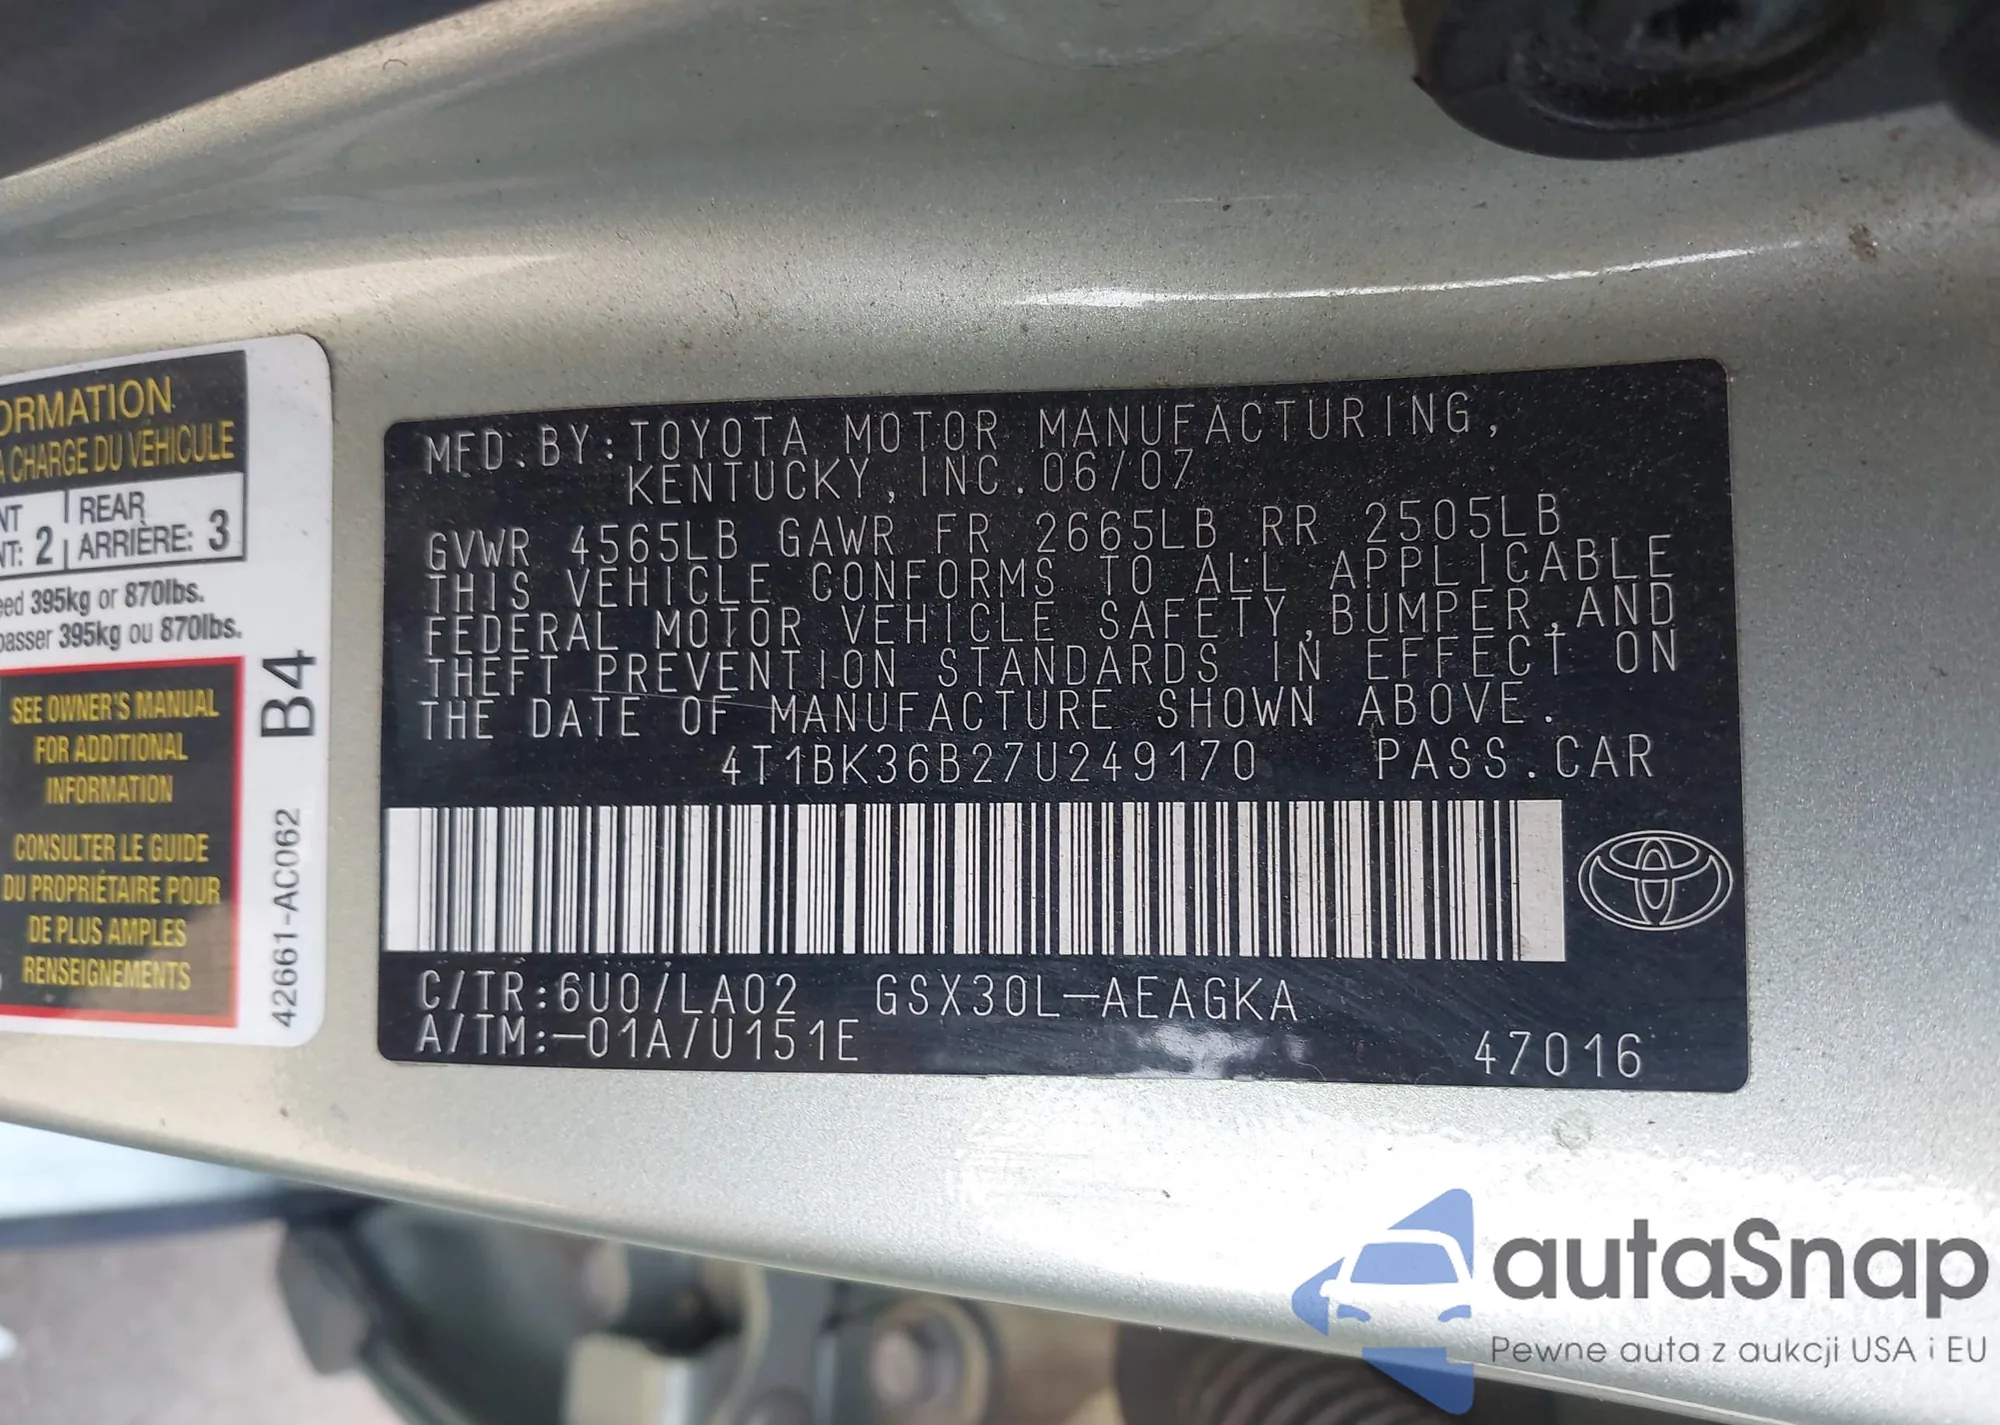 ORMATION
A CHARGE DU VÉHICULE
NT
REAR
NT: 2
ARRIÈRE: 3
eed 395kg or 870lbs.
passer 395kg ou 870lbs.
SEE OWNER'S MANUAL
FOR ADDITIONAL
INFORMATION
CONSULTER LE GUIDE
DU PROPRIÉTAIRE POUR
DE PLUS AMPLES
RENSEIGNEMENTS
B4
42661-AC062
MFD. BY: TOYOTA MOTOR MANUFACTURING,
KENTUCKY, INC. 06/07
GVWR 4565LB GAWR FR 2665LB RR 2505LB
THIS VEHICLE CONFORMS TO ALL APPLICABLE
FEDERAL MOTOR VEHICLE SAFETY, BUMPER, AND
THEFT PREVENTION STANDARDS IN EFFECT ON
THE DATE OF MANUFACTURE SHOWN ABOVE.
4T1BK36B27U249170 PASS. CAR
C/TR: 6U0/LA02 GSX30L-AEAGKA
A/TM: -01A/U151E
47016
autaSnap
Pewne auta z aukcji USA i EU